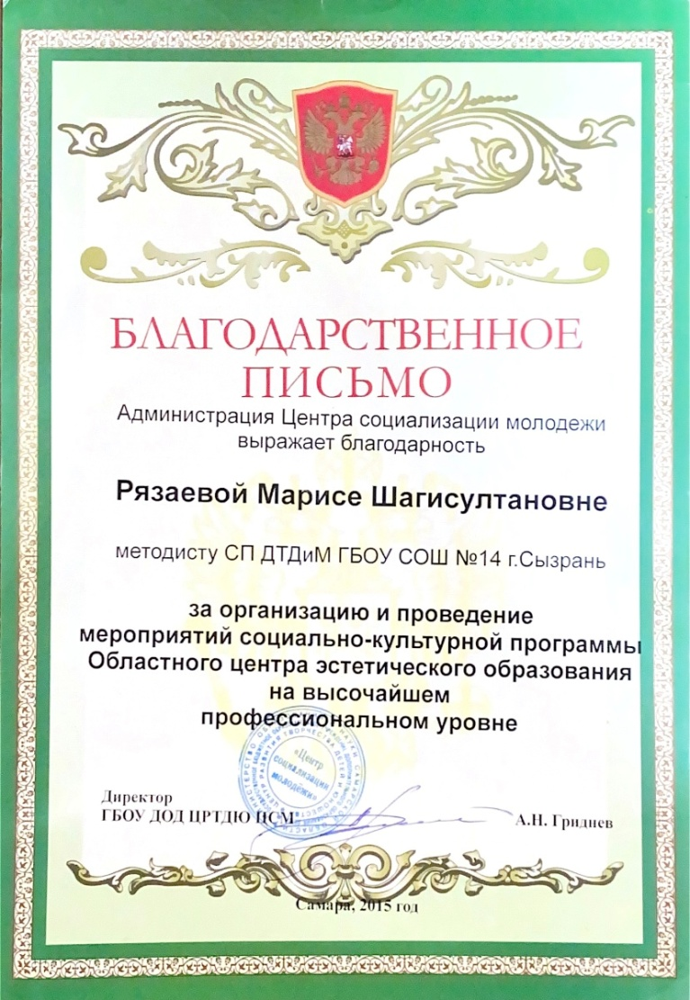 БЛАГОДАРСТВЕННОЕ
ПИСЬМО
Администрация Центра социализации молодежи
выражает благодарность
Рязаевой Марисе Шагисултановне
методисту СП ДТДиМ ГБОУ СОШ №14 г.Сызрань
за организацию и проведение
мероприятий социально-культурной программы
Областного центра эстетического образования
на высочайшем
профессиональном уровне
«Центр
социализации
молодёжи»
Директор
ГБОУ ДОД ЦРТДЮ ЦСМ
А.Н. Гриднев
Самара, 2015 год